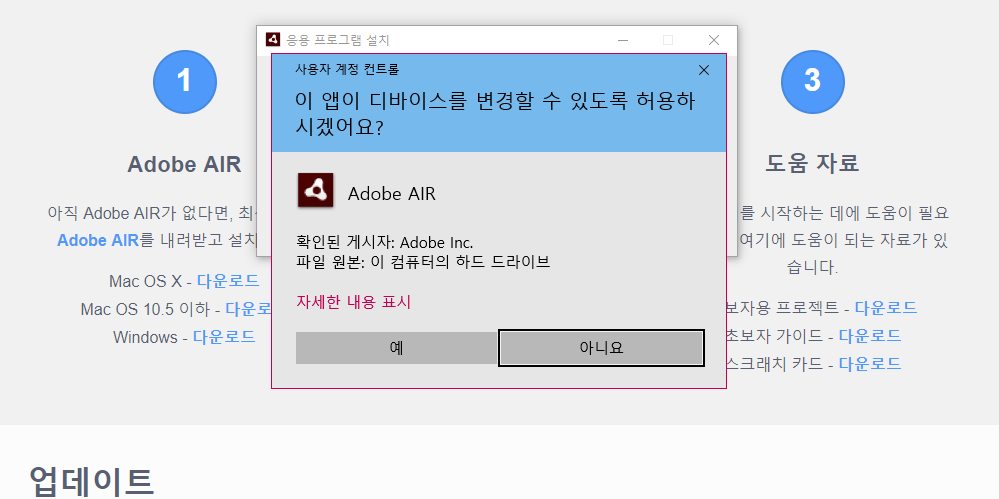 응용 프로그램 설치
사용자 계정 컨트롤
이 앱이 디바이스를 변경할 수 있도록 허용하
시겠어요?
Adobe AIR
확인된 게시자: Adobe Inc.
파일 원본: 이 컴퓨터의 하드 드라이브
자세한 내용 표시
예
아니요
1
Adobe AIR
아직 Adobe AIR가 없다면,
Adobe AIR를 내려받고 설치
Mac OS X - 다운로드
Mac OS 10.5 이하 - 다운로
Windows - 다운로드
3
도움 자료
를 시작하는 데에 도움이 필요
여기에 도움이 되는 자료가 있
습니다.
보자용 프로젝트 - 다운로드
초보자 가이드 - 다운로드
스크래치 카드 - 다운로드
업데이트